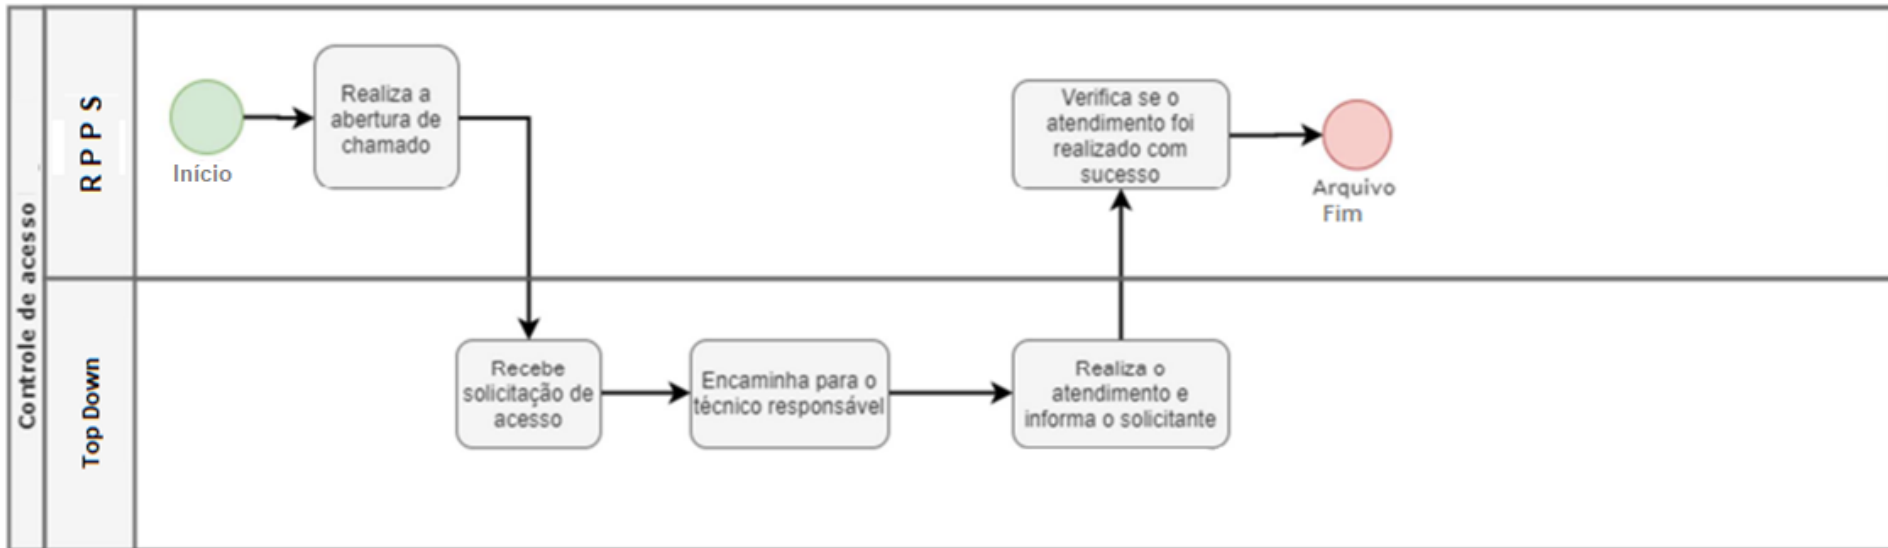 Controle de acesso
R P P S
Início
Realiza a
abertura de
chamado
Verifica se o
atendimento foi
realizado com
sucesso
Arquivo
Fim
Top Down
Recebe
solicitação de
acesso
Encaminha para o
técnico responsável
Realiza o
atendimento e
informa o solicitante